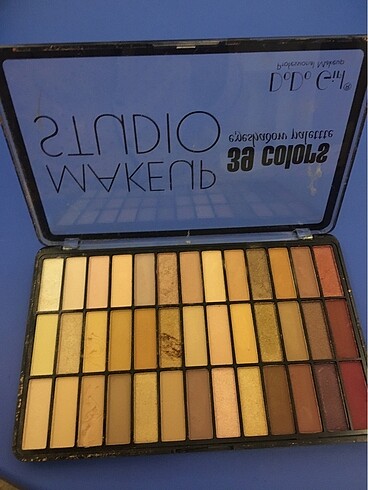 MAKEUP
STUDIO
39 colors
eyeshadow palette
DoDo Girl®
Professional Makeup